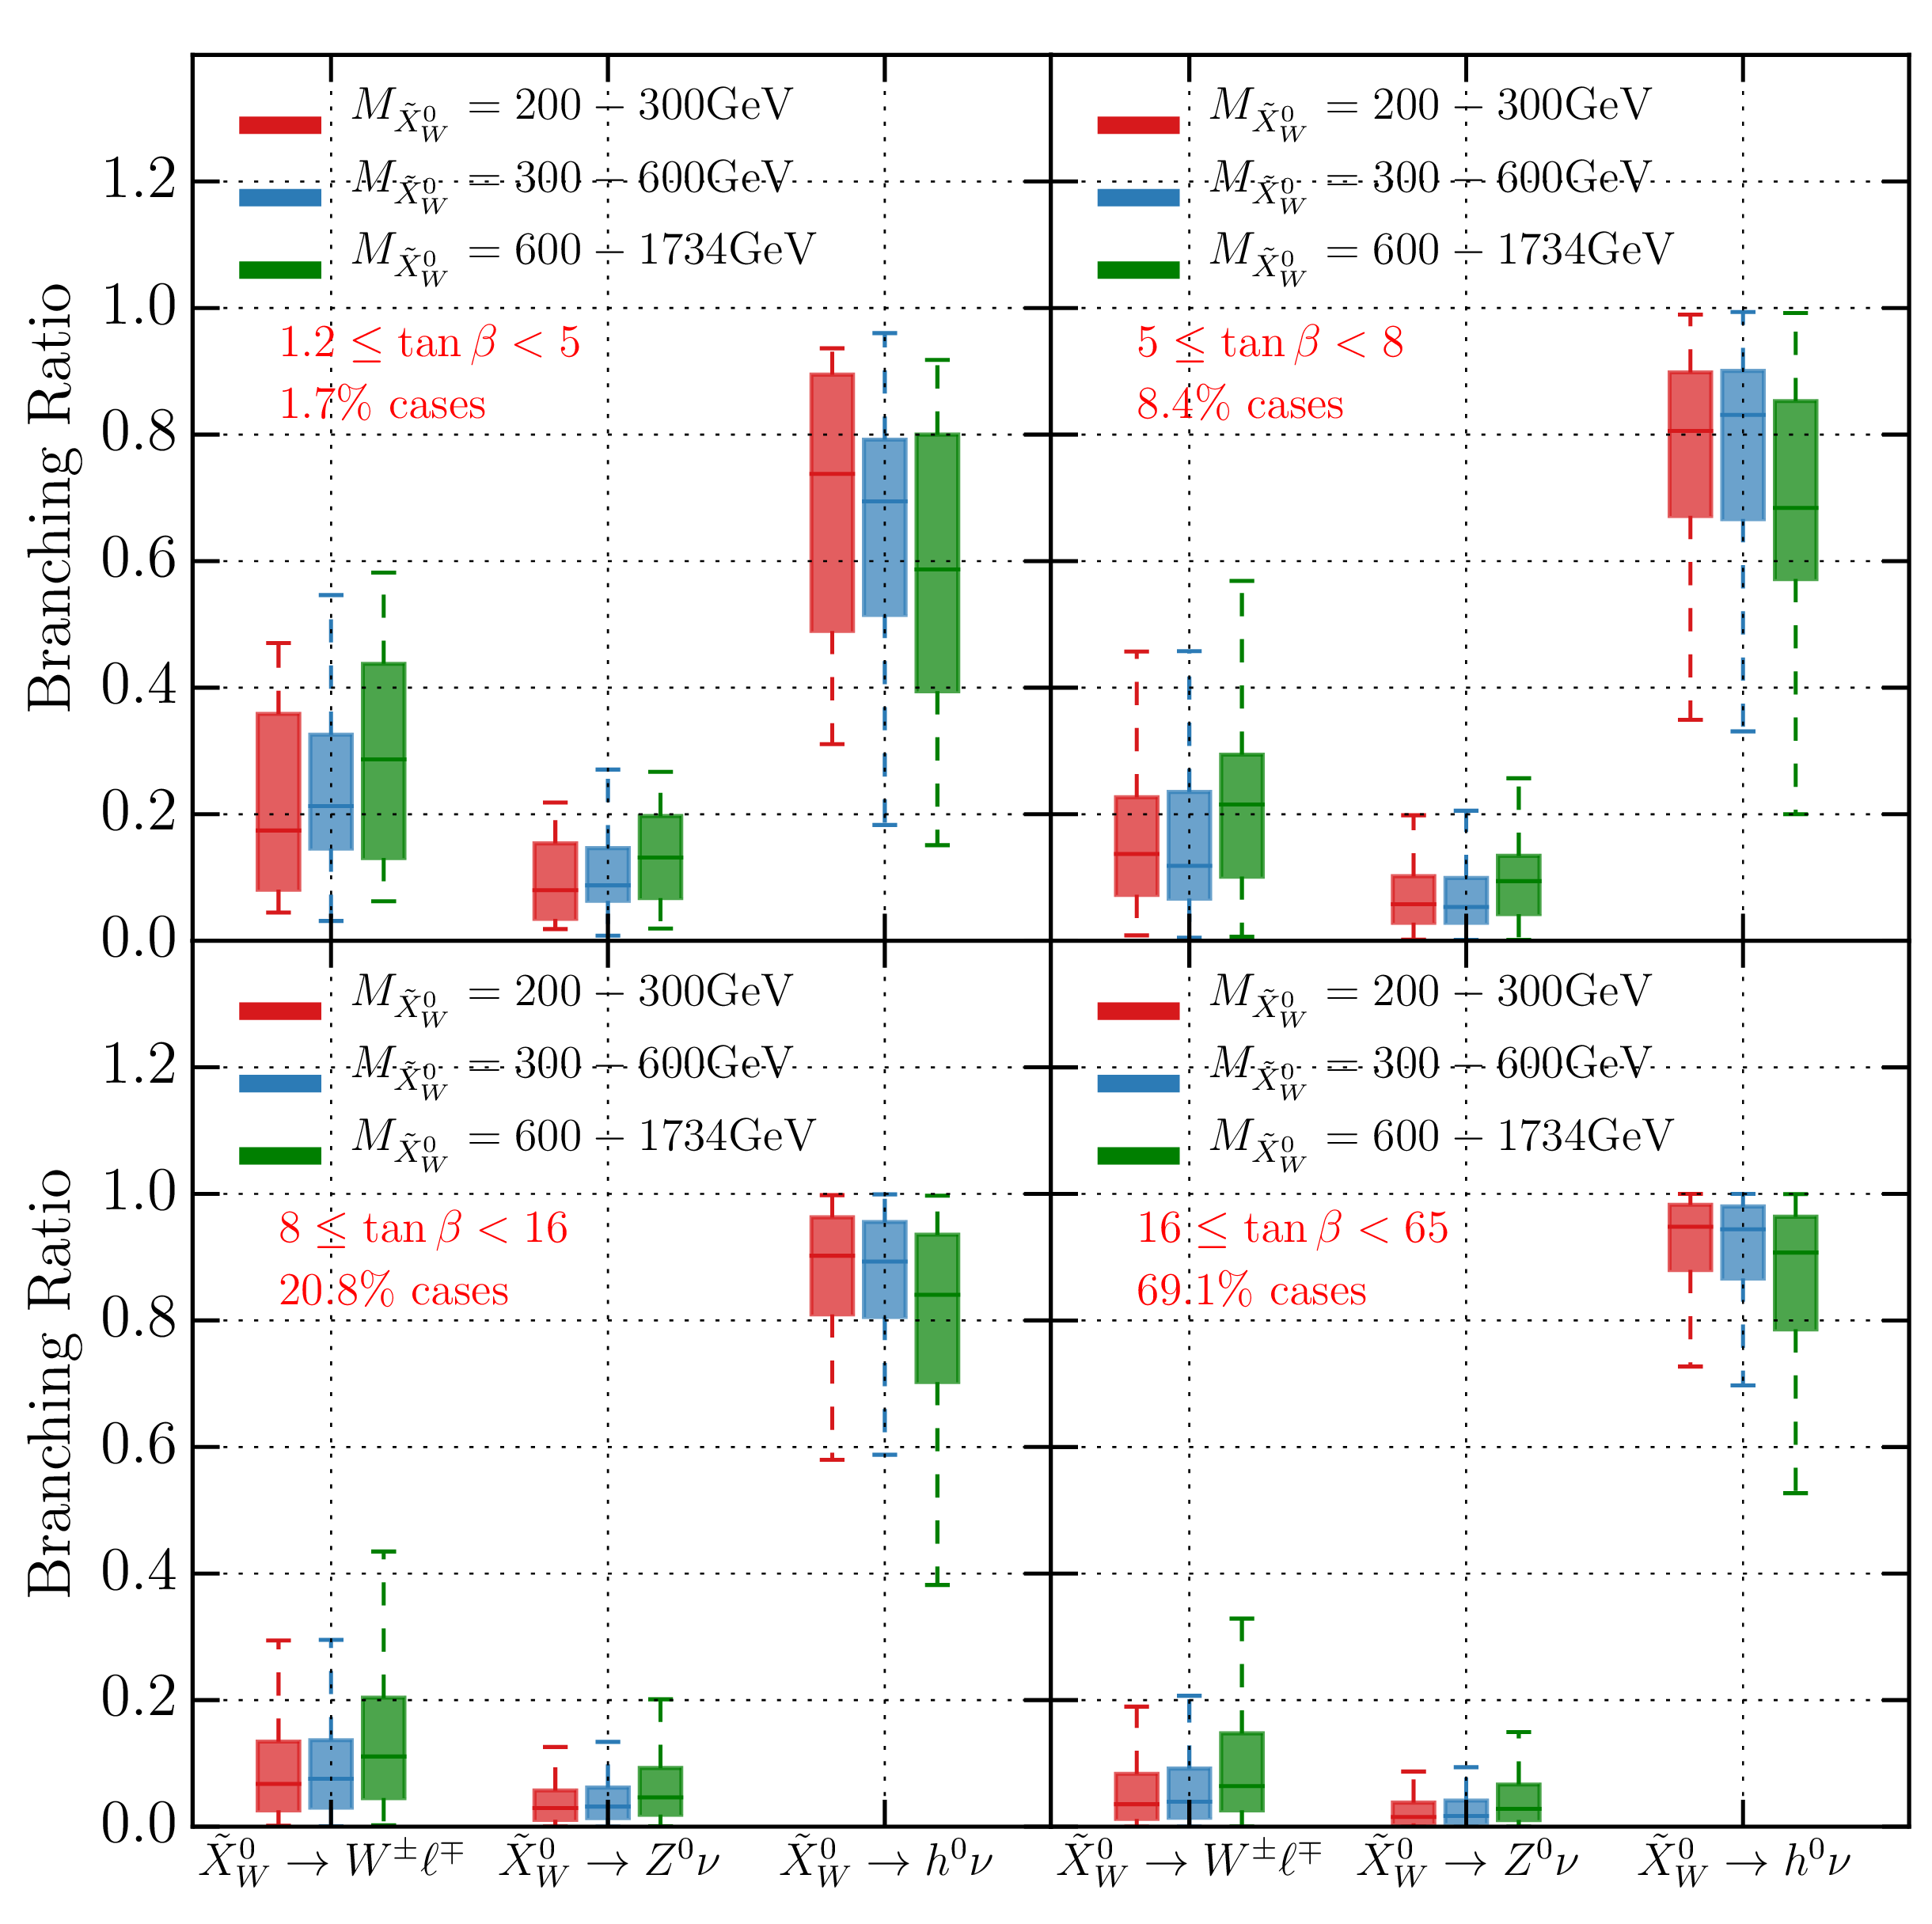 Branching Ratio
1.2
1.0
0.8
0.6
0.4
0.2
0.0
M_{X̃⁰_W} = 200 − 300GeV
M_{X̃⁰_W} = 300 − 600GeV
M_{X̃⁰_W} = 600 − 1734GeV
1.2 ≤ tan β < 5
1.7% cases
M_{X̃⁰_W} = 200 − 300GeV
M_{X̃⁰_W} = 300 − 600GeV
M_{X̃⁰_W} = 600 − 1734GeV
5 ≤ tan β < 8
8.4% cases
Branching Ratio
1.2
1.0
0.8
0.6
0.4
0.2
0.0
M_{X̃⁰_W} = 200 − 300GeV
M_{X̃⁰_W} = 300 − 600GeV
M_{X̃⁰_W} = 600 − 1734GeV
8 ≤ tan β < 16
20.8% cases
M_{X̃⁰_W} = 200 − 300GeV
M_{X̃⁰_W} = 300 − 600GeV
M_{X̃⁰_W} = 600 − 1734GeV
16 ≤ tan β < 65
69.1% cases
X̃⁰_W → W^±ℓ^∓
X̃⁰_W → Z⁰ν
X̃⁰_W → h⁰ν
X̃⁰_W → W^±ℓ^∓
X̃⁰_W → Z⁰ν
X̃⁰_W → h⁰ν